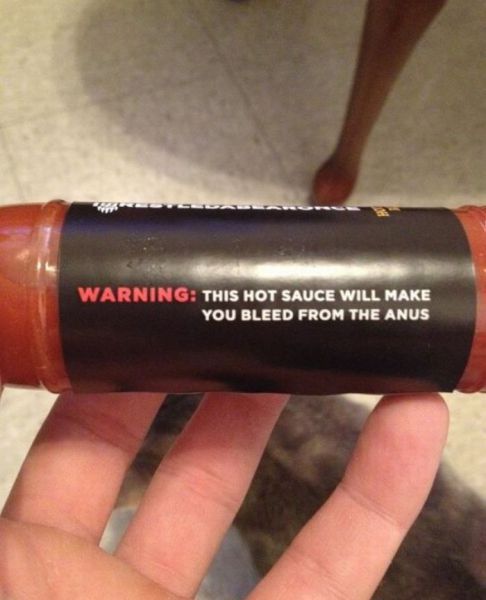 WARNING: THIS HOT SAUCE WILL MAKE
YOU BLEED FROM THE ANUS